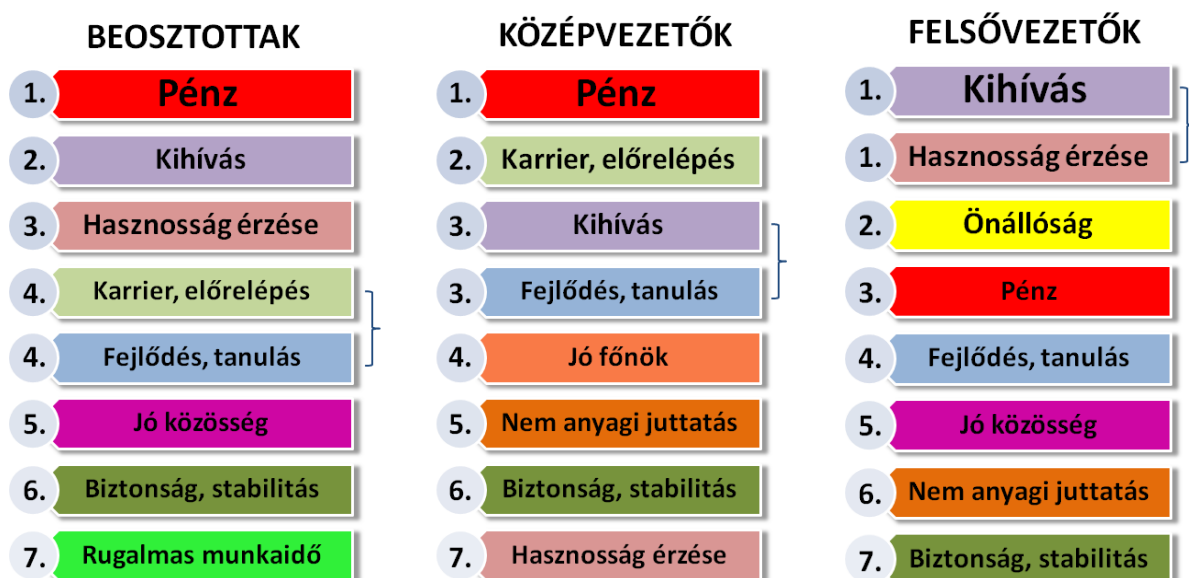 BEOSZTOTTAK
1. Pénz
2. Kihívás
3. Hasznosság érzése
4. Karrier, előrelépés
4. Fejlődés, tanulás
5. Jó közösség
6. Biztonság, stabilitás
7. Rugalmas munkaidő
KÖZÉPVEZETŐK
1. Pénz
2. Karrier, előrelépés
3. Kihívás
3. Fejlődés, tanulás
4. Jó főnök
5. Nem anyagi juttatás
6. Biztonság, stabilitás
7. Hasznosság érzése
FELSŐVEZETŐK
1. Kihívás
1. Hasznosság érzése
2. Önállóság
3. Pénz
4. Fejlődés, tanulás
5. Jó közösség
6. Nem anyagi juttatás
7. Biztonság, stabilitás